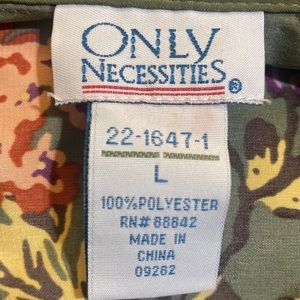 ONLY
NECESSITIES®
22-1647-1
L
100% POLYESTER
RN# 88842
MADE IN
CHINA
09282